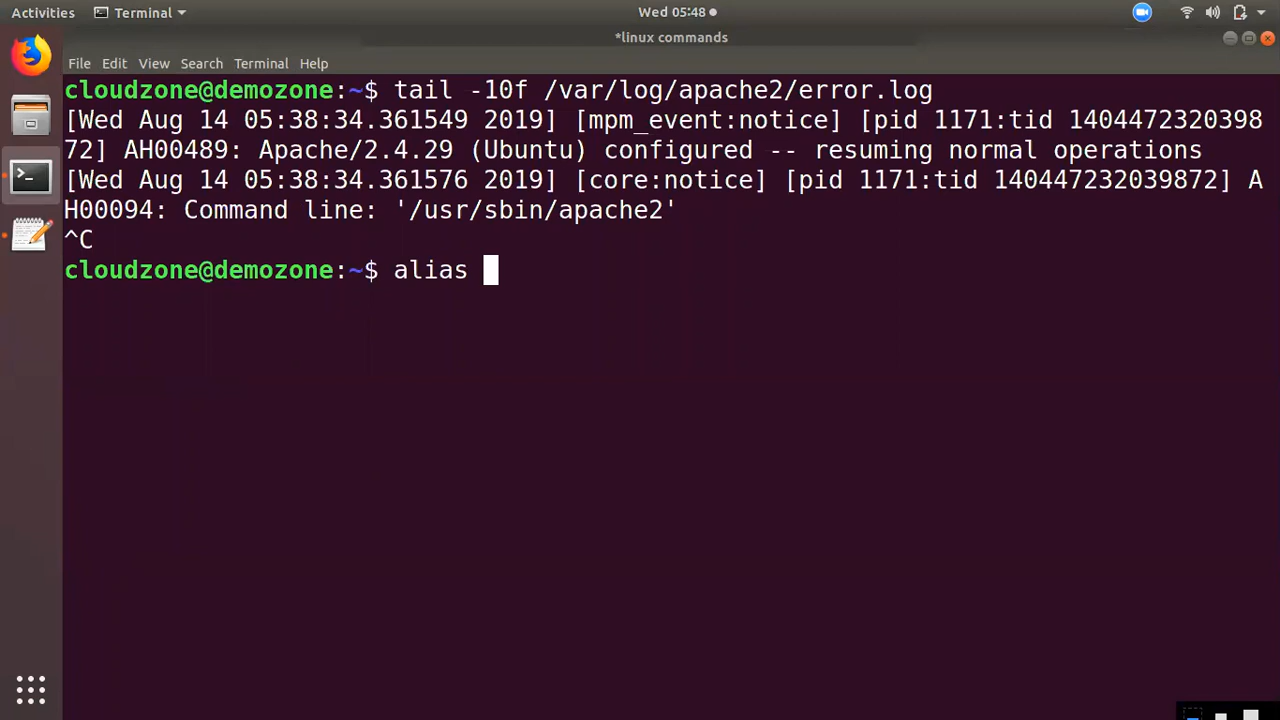 Activities Terminal Wed 05:48
*linux commands
File Edit View Search Terminal Help
cloudzone@demozone:~$ tail -10f /var/log/apache2/error.log
[Wed Aug 14 05:38:34.361549 2019] [mpm_event:notice] [pid 1171:tid 1404472320398
72] AH00489: Apache/2.4.29 (Ubuntu) configured -- resuming normal operations
[Wed Aug 14 05:38:34.361576 2019] [core:notice] [pid 1171:tid 140447232039872] A
H00094: Command line: '/usr/sbin/apache2'
^C
cloudzone@demozone:~$ alias